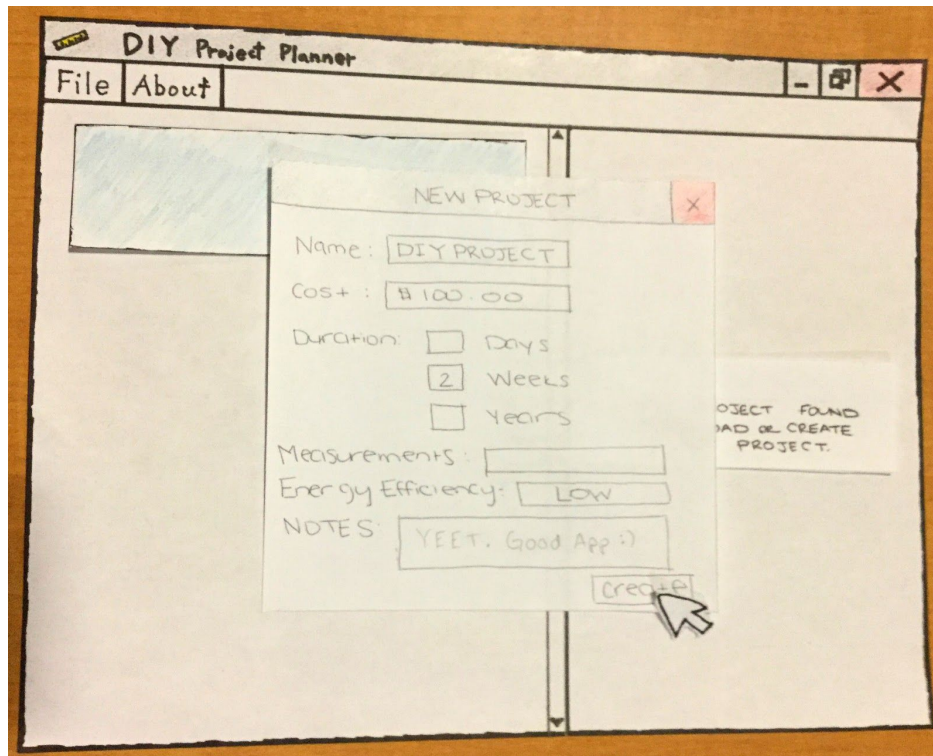 DIY Project Planner
File About
NEW PROJECT
X
Name: DIY PROJECT
Cost: $100.00
Duration: Days
2 Weeks
Years
OJECT FOUND
OAD OR CREATE
PROJECT.
Measurements:
Energy Efficiency: LOW
NOTES: YEET. Good App :)
Create